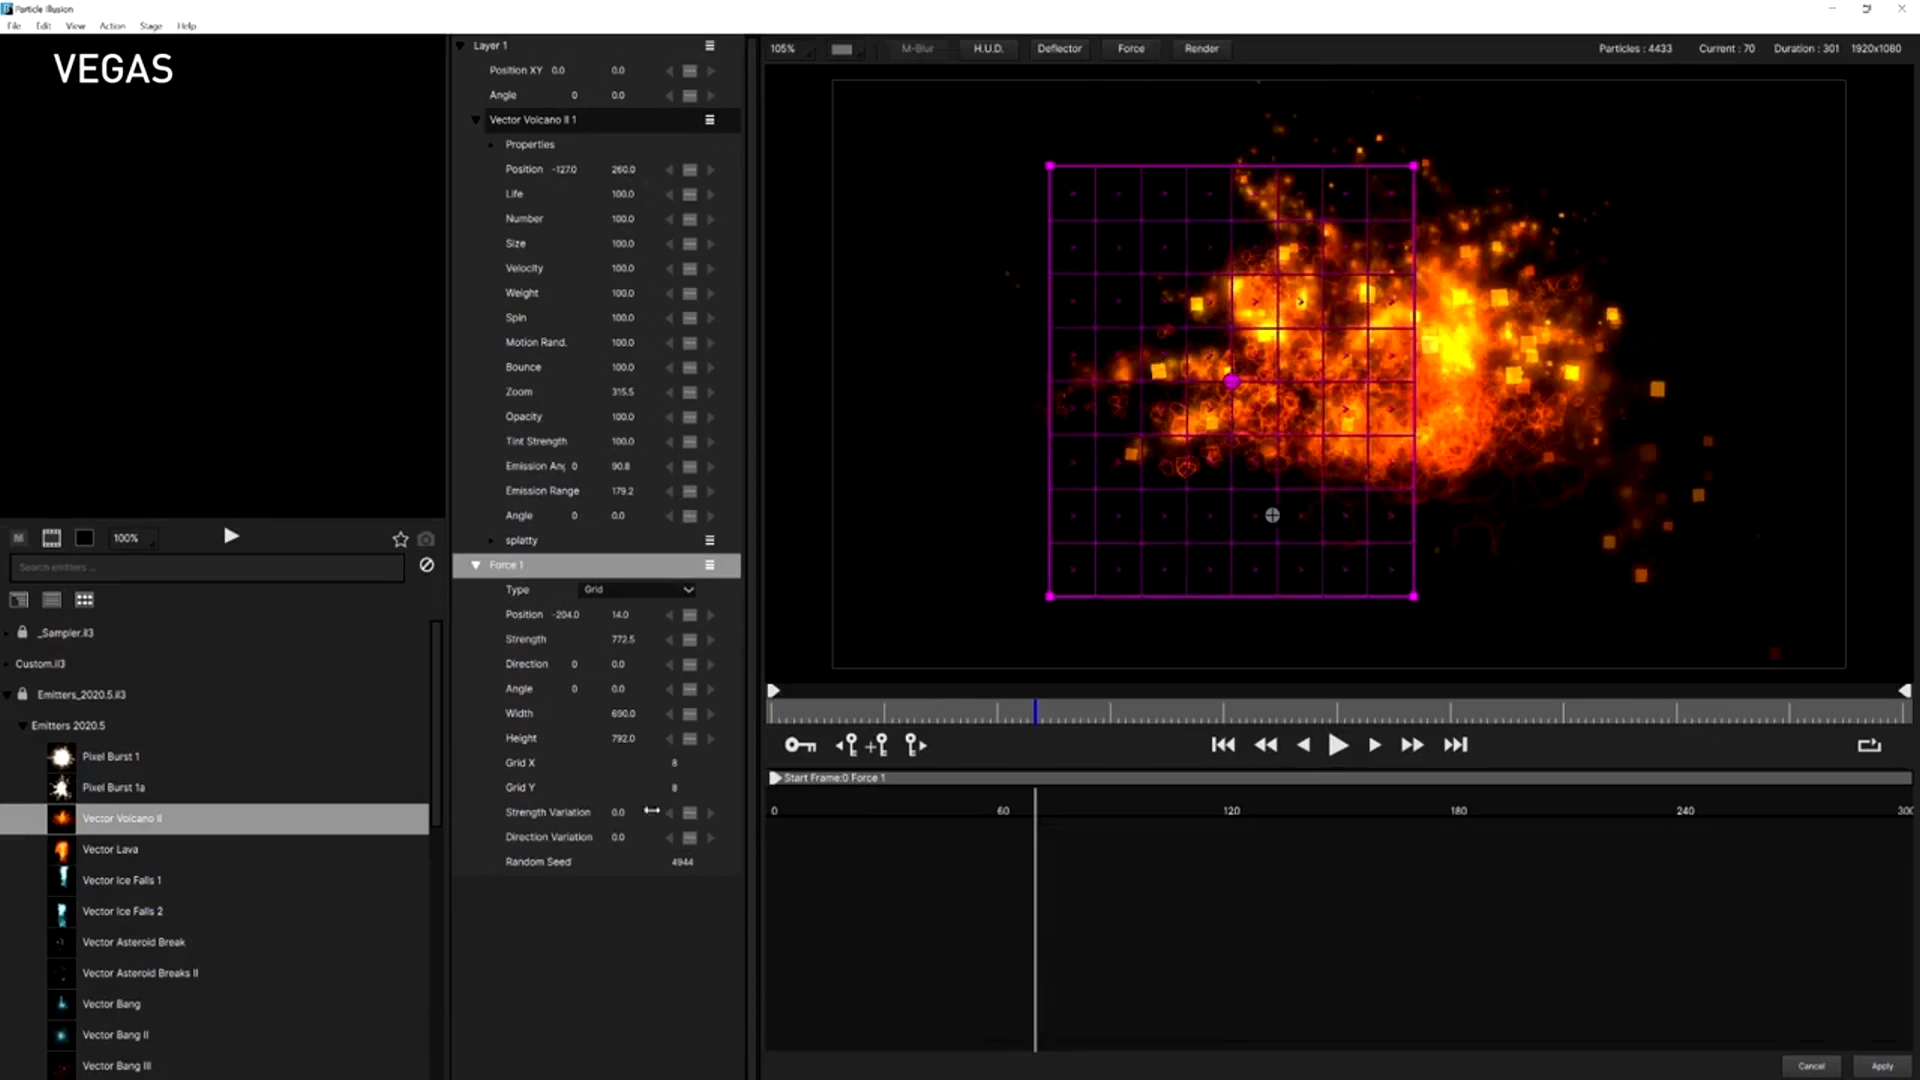 Particle Illusion
File Edit View Action Stage Help
VEGAS
100%
Search emitters ...
_Sampler.il3
Custom.il3
Emitters_2020.5.il3
Emitters 2020.5
Pixel Burst 1
Pixel Burst 1a
Vector Volcano II
Vector Lava
Vector Ice Falls 1
Vector Ice Falls 2
Vector Asteroid Break
Vector Asteroid Breaks II
Vector Bang
Vector Bang II
Vector Bang III
Layer 1
Position XY 0.0 0.0
Angle 0 0.0
Vector Volcano II 1
Properties
Position -127.0 260.0
Life 100.0
Number 100.0
Size 100.0
Velocity 100.0
Weight 100.0
Spin 100.0
Motion Rand. 100.0
Bounce 100.0
Zoom 315.5
Opacity 100.0
Tint Strength 100.0
Emission Ang 0 90.8
Emission Range 179.2
Angle 0 0.0
splatty
Force 1
Type Grid
Position -204.0 14.0
Strength 772.5
Direction 0 0.0
Angle 0 0.0
Width 690.0
Height 792.0
Grid X 8
Grid Y 8
Strength Variation 0.0
Direction Variation 0.0
Random Seed 4944
105% M-Blur H.U.D. Deflector Force Render Particles : 4433 Current : 70 Duration : 301 1920x1080
Start Frame:0 Force 1
0 60 120 180 240 300
Cancel Apply